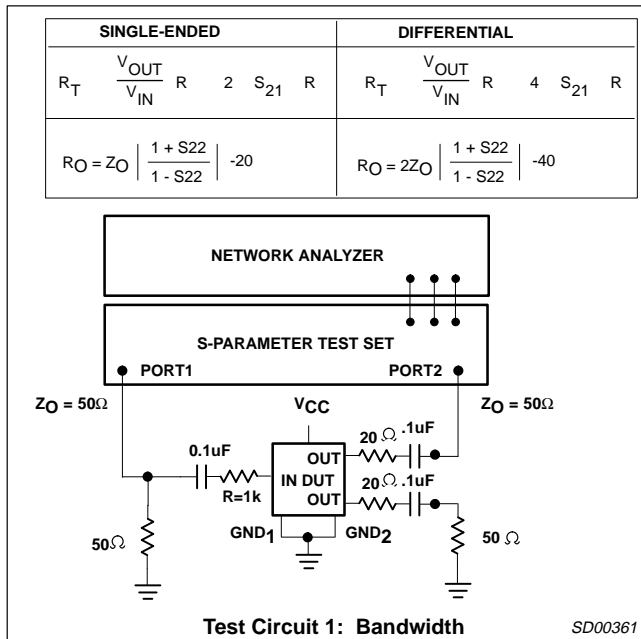 SINGLE-ENDED DIFFERENTIAL
R_T V_OUT/V_IN R 2 S_21 R R_T V_OUT/V_IN R 4 S_21 R
R_O = Z_O | 1 + S22 / 1 - S22 | -20 R_O = 2Z_O | 1 + S22 / 1 - S22 | -40
NETWORK ANALYZER
S-PARAMETER TEST SET
PORT1 PORT2
Z_O = 50Ω V_CC Z_O = 50Ω
0.1uF 20 Ω .1uF
OUT
IN DUT
R=1k OUT 20 Ω .1uF
50Ω GND_1 GND_2 50 Ω
Test Circuit 1: Bandwidth SD00361